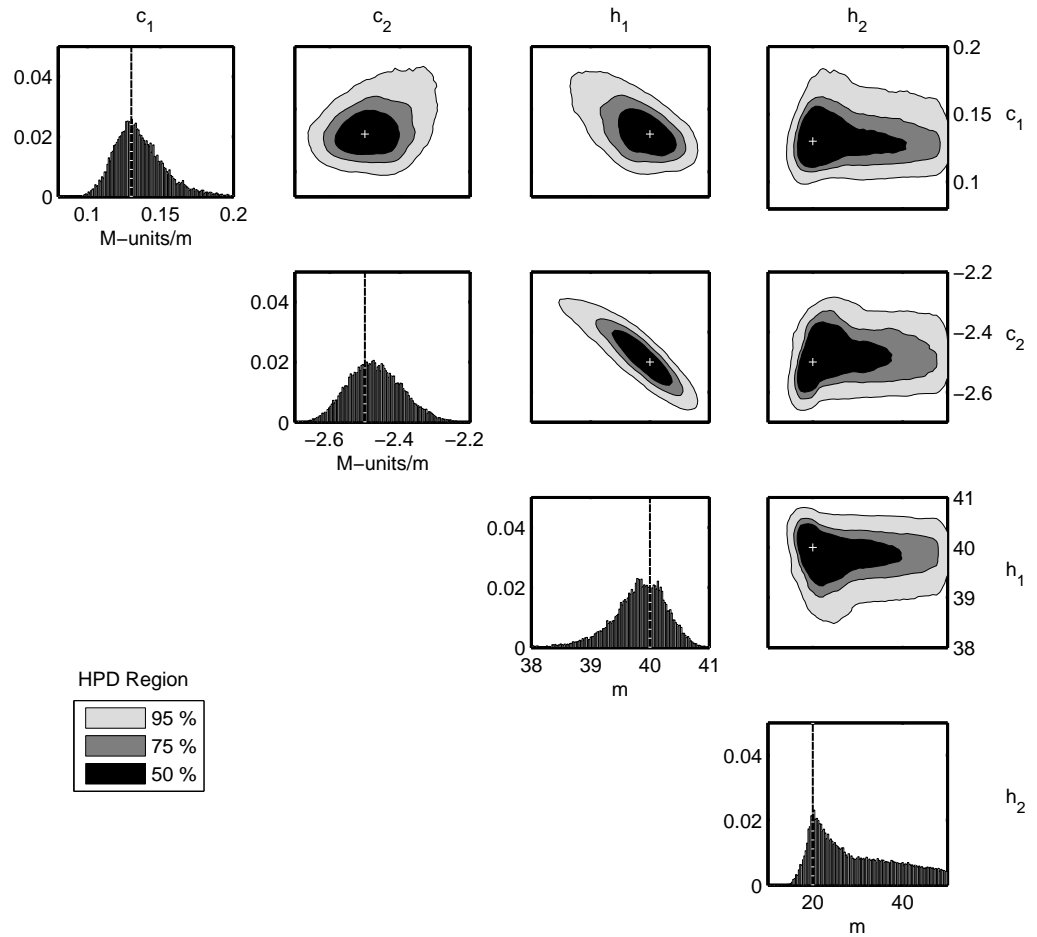 c₁ c₂ h₁ h₂
0.04
0.02
0
0.1 0.15 0.2
M−units/m
0.2
0.15
0.1
c₁
0.04
0.02
0
−2.6 −2.4 −2.2
M−units/m
−2.2
−2.4
−2.6
c₂
0.04
0.02
0
38 39 40 41
m
41
40
39
38
h₁
HPD Region
95 %
75 %
50 %
0.04
0.02
0
20 40
m
h₂